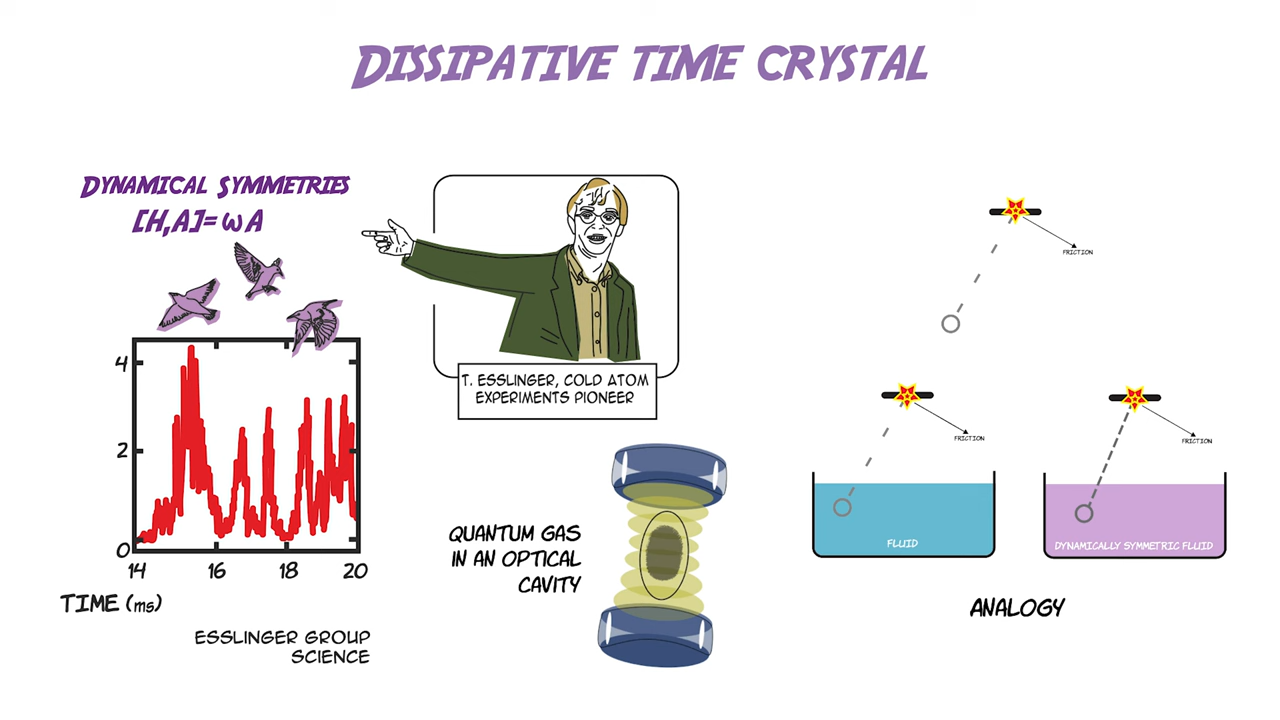 DISSIPATIVE TIME CRYSTAL
DYNAMICAL SYMMETRIES
[H,A]=ωA
4
2
0
14 16 18 20
TIME (ms)
ESSLINGER GROUP
SCIENCE
T. ESSLINGER, COLD ATOM
EXPERIMENTS PIONEER
QUANTUM GAS
IN AN OPTICAL
CAVITY
FRICTION
FRICTION
FLUID
FRICTION
DYNAMICALLY SYMMETRIC FLUID
ANALOGY